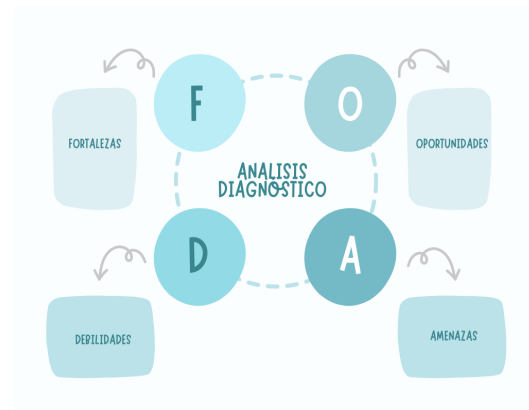 F
O
FORTALEZAS
OPORTUNIDADES
ANALISIS
DIAGNOSTICO
D
A
DEBILIDADES
AMENAZAS